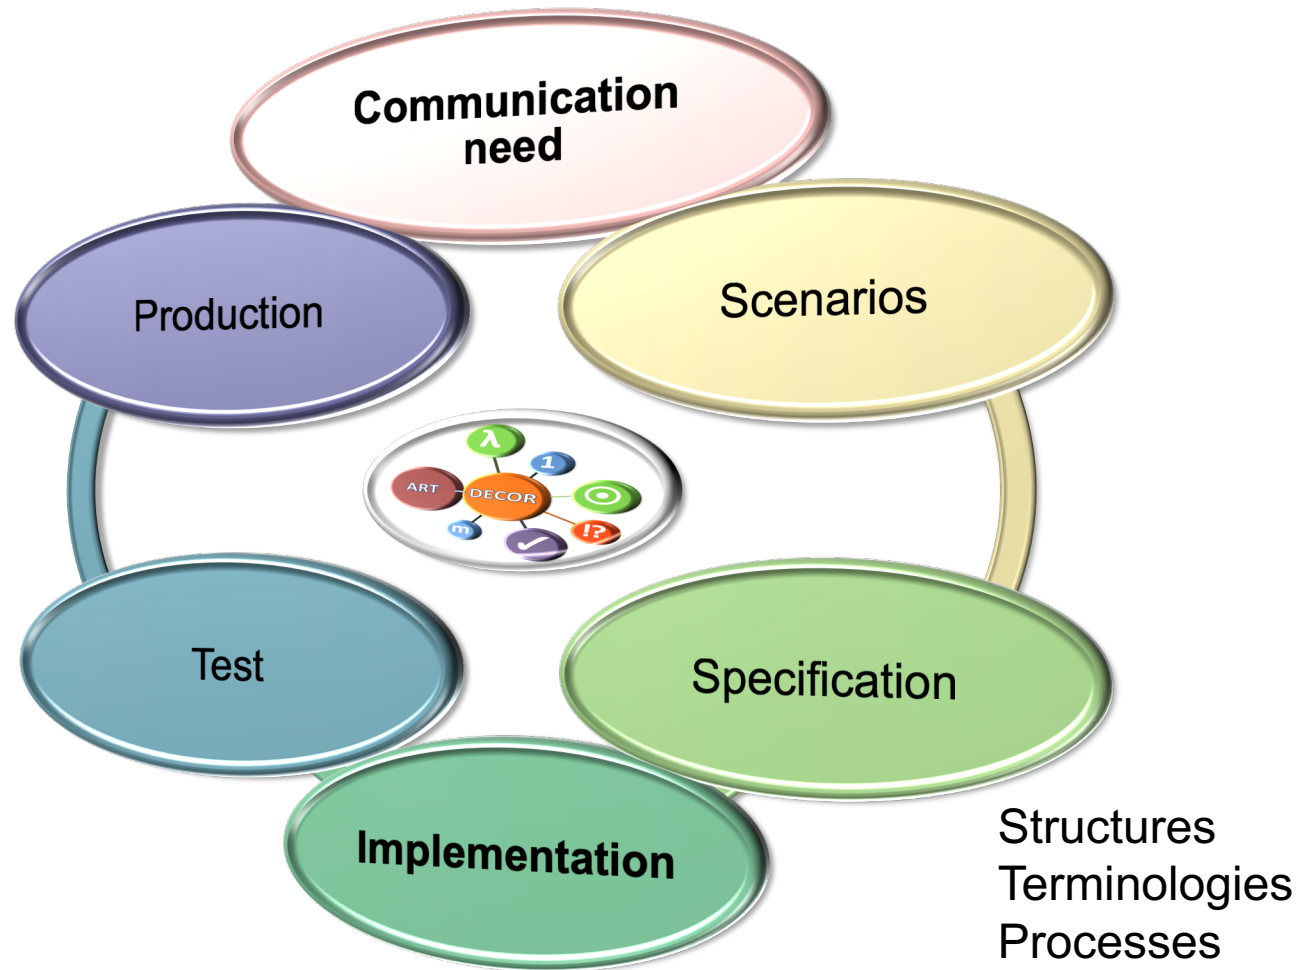 Communication
need
Production
Scenarios
λ
1
ART
DECOR
m
!?
Test
Specification
Implementation
Structures
Terminologies
Processes